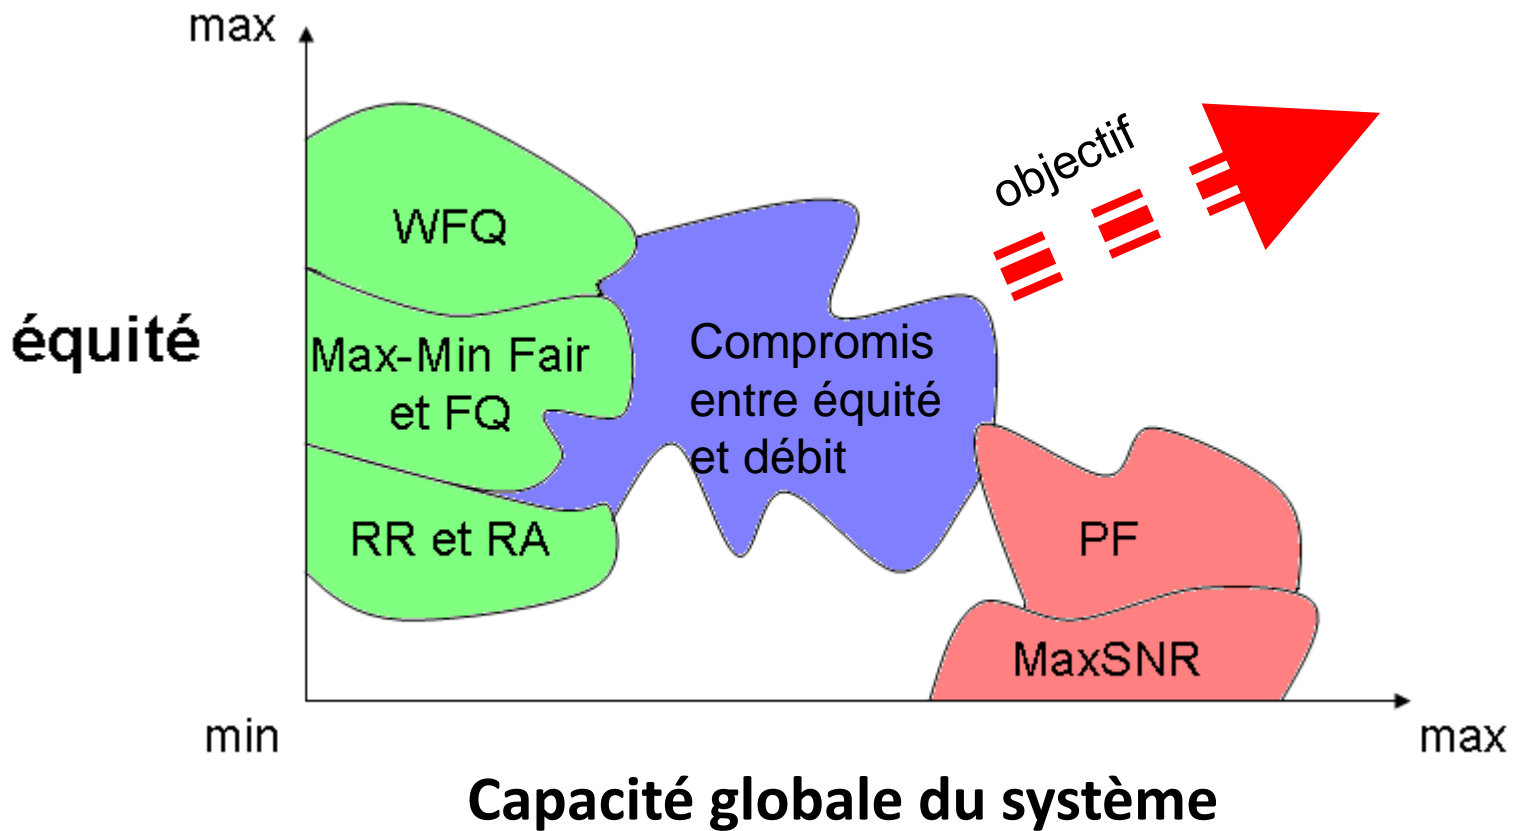 max
objectif
WFQ
équité
Compromis
entre équité
et débit
Max-Min Fair
et FQ
RR et RA
PF
MaxSNR
min
max
Capacité globale du système